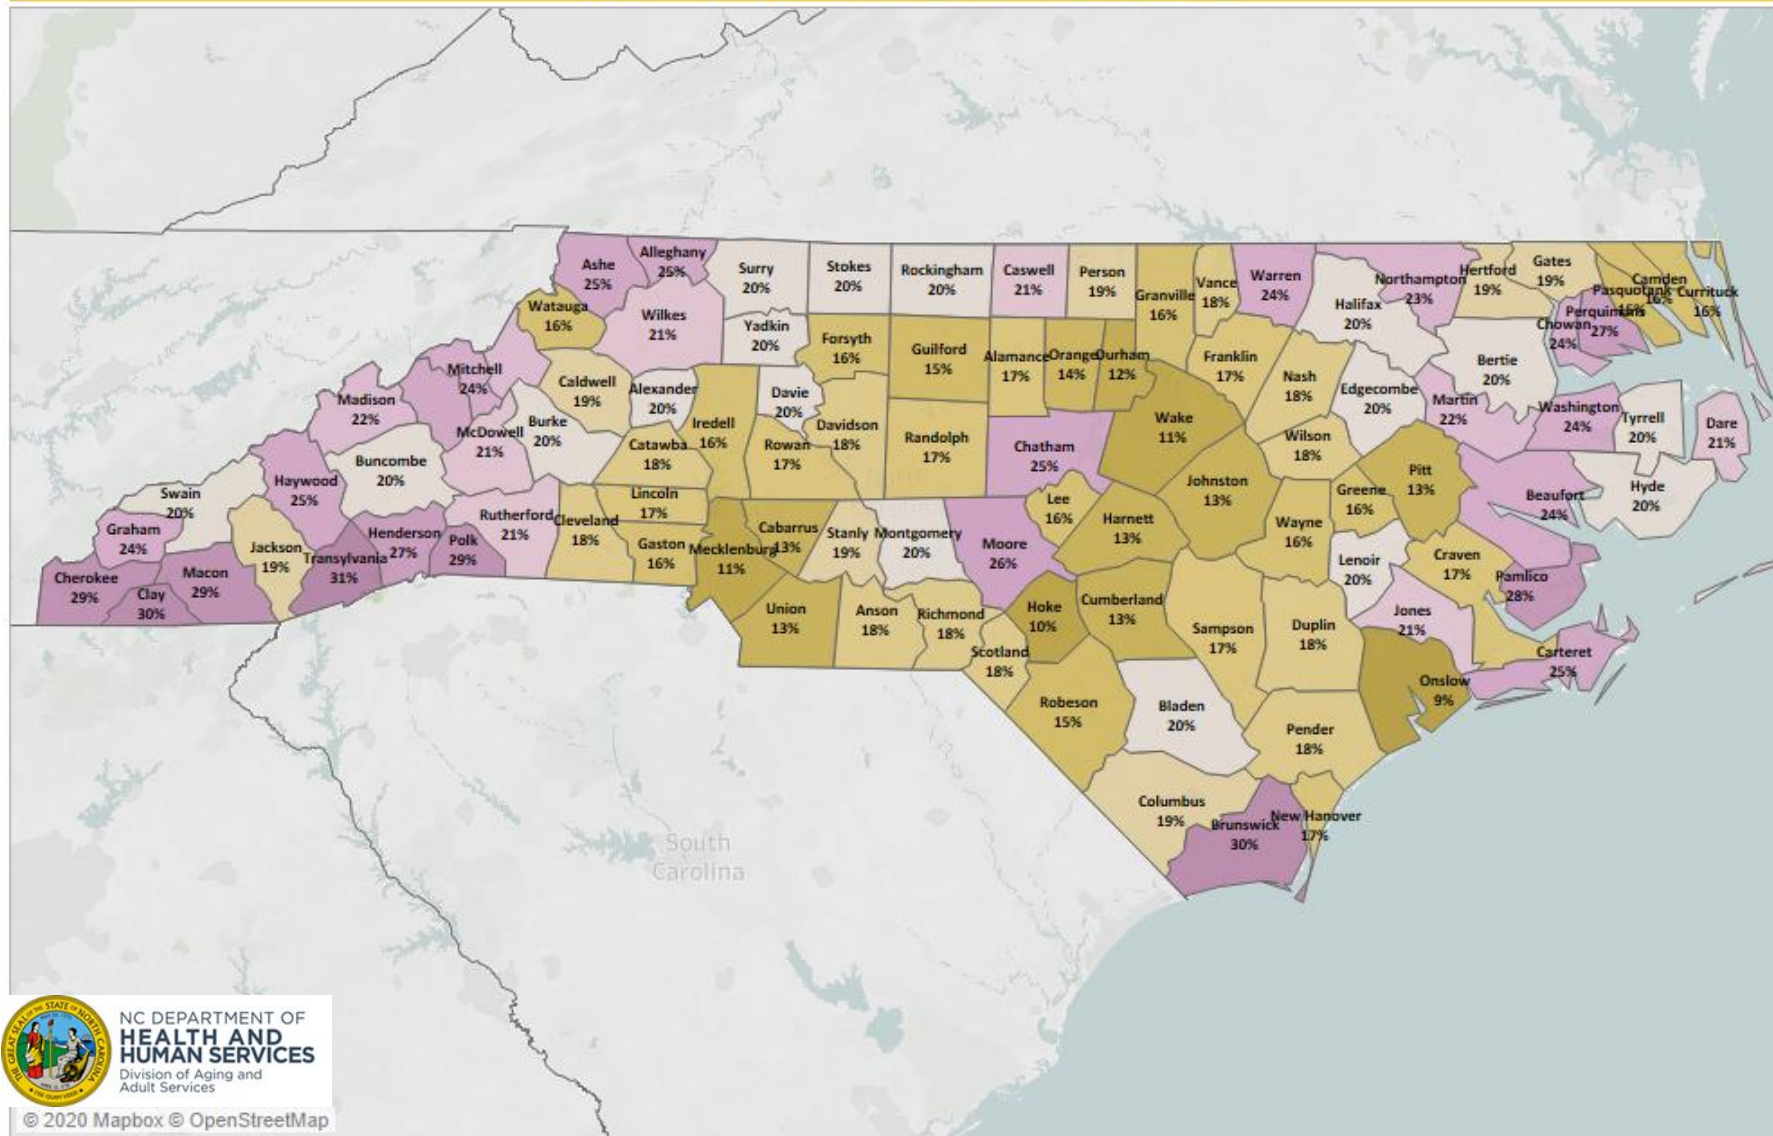 Ashe
25%
Alleghany
25%
Surry
20%
Stokes
20%
Rockingham
20%
Caswell
21%
Person
19%
Granville
16%
Vance
18%
Warren
24%
Northampton
23%
Hertford
19%
Gates
19%
Camden
16%
Currituck
16%
Pasquotank
Perquimans
27%
Chowan
24%
Halifax
20%
Watauga
16%
Wilkes
21%
Yadkin
20%
Forsyth
16%
Guilford
15%
Alamance
17%
Orange
14%
Durham
12%
Franklin
17%
Nash
18%
Edgecombe
20%
Bertie
20%
Martin
22%
Washington
24%
Tyrrell
20%
Dare
21%
Mitchell
24%
Madison
22%
Caldwell
19%
Alexander
20%
Iredell
16%
Davie
20%
Davidson
18%
Randolph
17%
Chatham
25%
Wake
11%
Wilson
18%
Pitt
13%
Beaufort
24%
Hyde
20%
McDowell
21%
Burke
20%
Catawba
18%
Rowan
17%
Buncombe
20%
Haywood
25%
Swain
20%
Graham
24%
Cherokee
29%
Clay
30%
Macon
29%
Jackson
19%
Transylvania
31%
Henderson
27%
Polk
29%
Rutherford
21%
Cleveland
18%
Lincoln
17%
Gaston
16%
Mecklenburg
11%
Cabarrus
13%
Stanly
19%
Montgomery
20%
Moore
26%
Lee
16%
Harnett
13%
Johnston
13%
Wayne
16%
Greene
16%
Lenoir
20%
Craven
17%
Pamlico
28%
Jones
21%
Carteret
25%
Onslow
9%
Union
13%
Anson
18%
Richmond
18%
Scotland
18%
Hoke
10%
Cumberland
13%
Sampson
17%
Duplin
18%
Robeson
15%
Bladen
20%
Pender
18%
Columbus
19%
Brunswick
30%
New Hanover
17%
South
Carolina
NC DEPARTMENT OF
HEALTH AND
HUMAN SERVICES
Division of Aging and
Adult Services
© 2020 Mapbox © OpenStreetMap